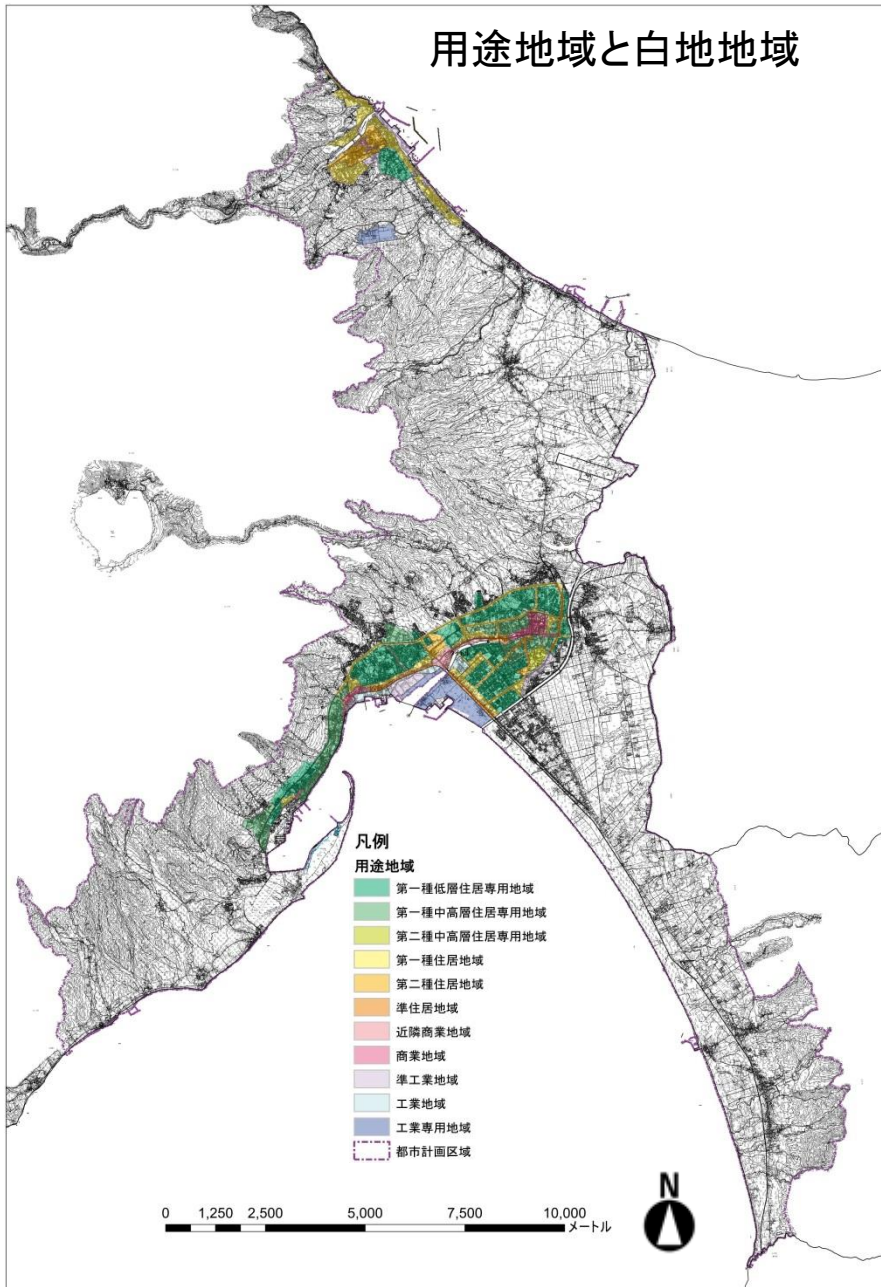 用途地域と白地地域
凡例
用途地域
第一種低層住居専用地域
第一種中高層住居専用地域
第二種中高層住居専用地域
第一種住居地域
第二種住居地域
準住居地域
近隣商業地域
商業地域
準工業地域
工業地域
工業専用地域
都市計画区域
N
0 1,250 2,500 5,000 7,500 10,000
メートル